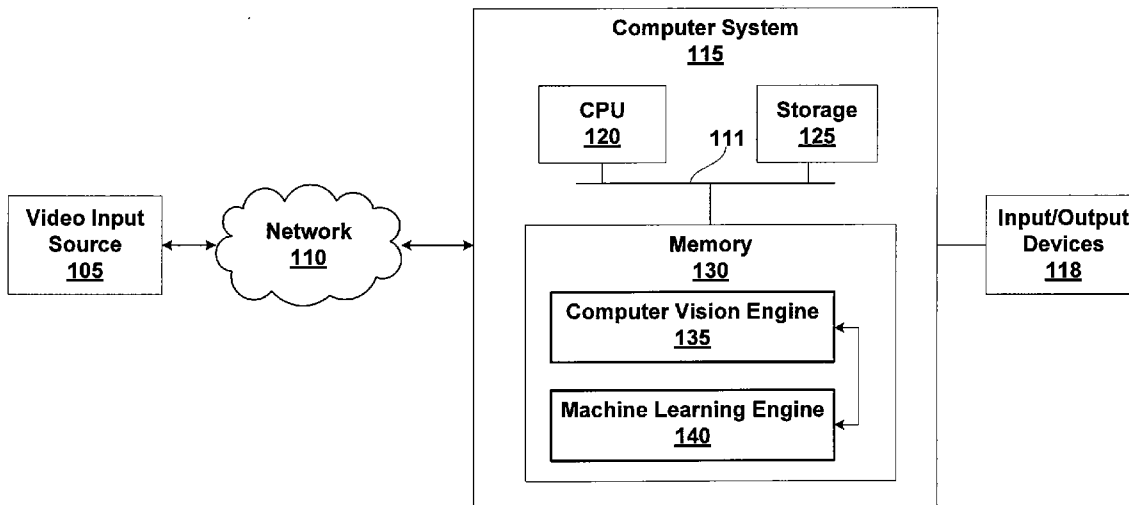 Computer System
115
CPU
120
Storage
125
111
Video Input
Source
105
Network
110
Memory
130
Input/Output
Devices
118
Computer Vision Engine
135
Machine Learning Engine
140